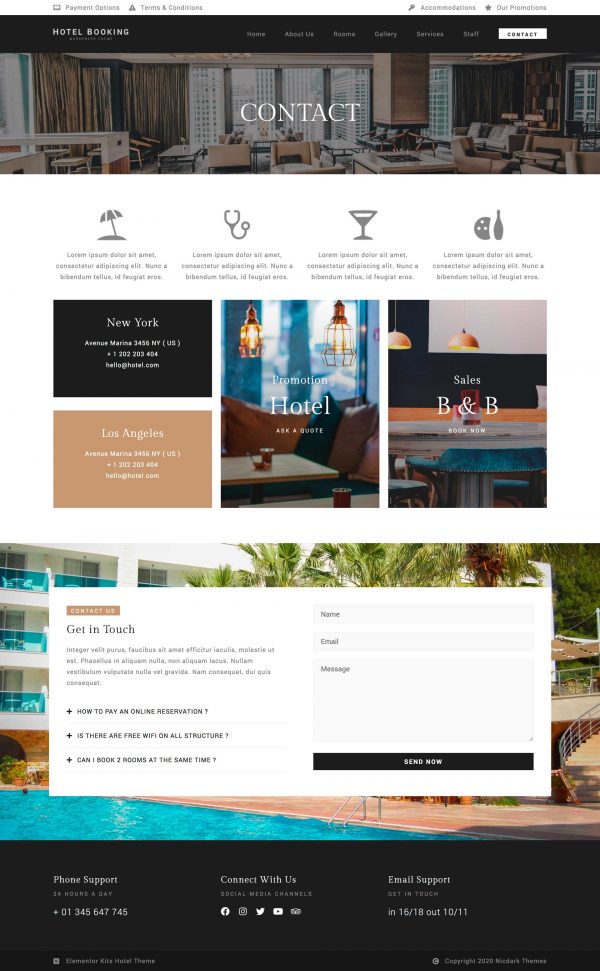 Payment Options
Terms & Conditions
Accommodations
Our Promotions
HOTEL BOOKING
WORDPRESS THEME
Home
About Us
Rooms
Gallery
Services
Staff
CONTACT
CONTACT
Lorem ipsum dolor sit amet,
consectetur adipiscing elit. Nunc a
bibendum tellus, id feugiat eros.
Lorem ipsum dolor sit amet,
consectetur adipiscing elit. Nunc a
bibendum tellus, id feugiat eros.
Lorem ipsum dolor sit amet,
consectetur adipiscing elit. Nunc a
bibendum tellus, id feugiat eros.
Lorem ipsum dolor sit amet,
consectetur adipiscing elit. Nunc a
bibendum tellus, id feugiat eros.
New York
Avenue Marina 3456 NY ( US )
+ 1 202 203 404
hello@hotel.com
Los Angeles
Avenue Marina 3456 NY ( US )
+ 1 202 203 404
hello@hotel.com
Promotion
Hotel
ASK A QUOTE
Sales
B & B
BOOK NOW
CONTACT US
Get in Touch
Integer velit purus, faucibus sit amet efficitur iaculis, molestie ut
est. Phasellus in aliquam nulla, non aliquam lacus. Nullam
vestibulum vulputate nulla vel gravida. Nam consequat, dui quis
consequat.
HOW TO PAY AN ONLINE RESERVATION ?
IS THERE ARE FREE WIFI ON ALL STRUCTURE ?
CAN I BOOK 2 ROOMS AT THE SAME TIME ?
Name
Email
Message
SEND NOW
Phone Support
24 HOURS A DAY
+ 01 345 647 745
Connect With Us
SOCIAL MEDIA CHANNELS
Email Support
GET IN TOUCH
in 16/18 out 10/11
Elementor Kits Hotel Theme
Copyright 2020 Nicdark Themes